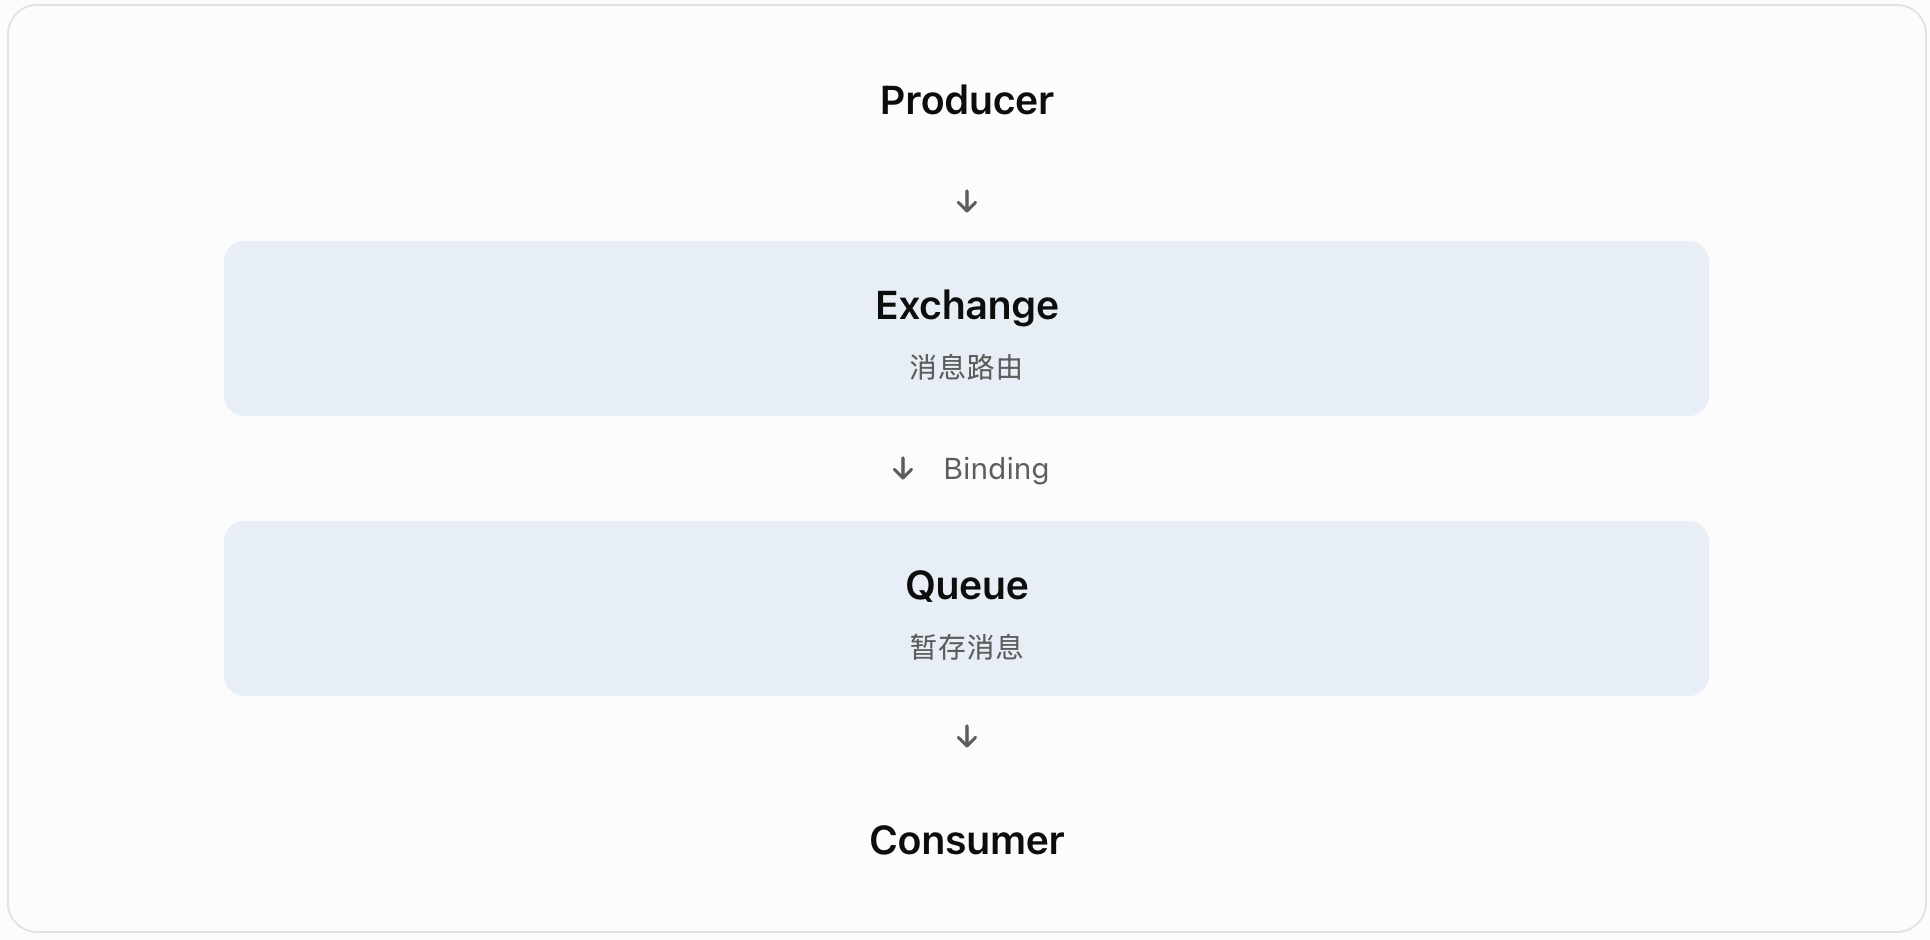 Producer
↓
Exchange
消息路由
↓ Binding
Queue
暂存消息
↓
Consumer